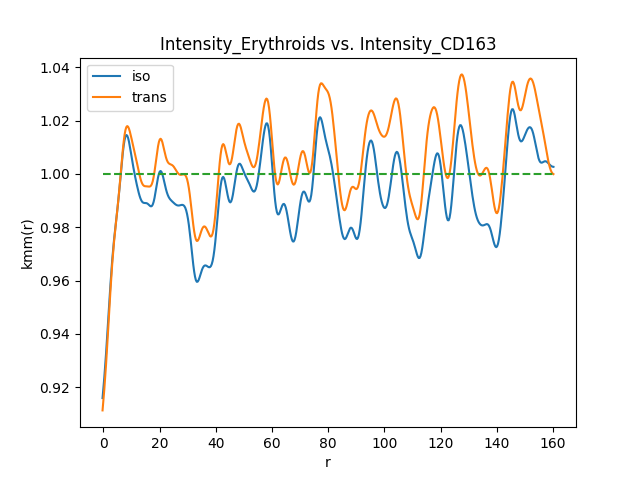 Intensity_Erythroids vs. Intensity_CD163
iso
trans
1.04
1.02
1.00
0.98
0.96
0.94
0.92
kmm(r)
0 20 40 60 80 100 120 140 160
r